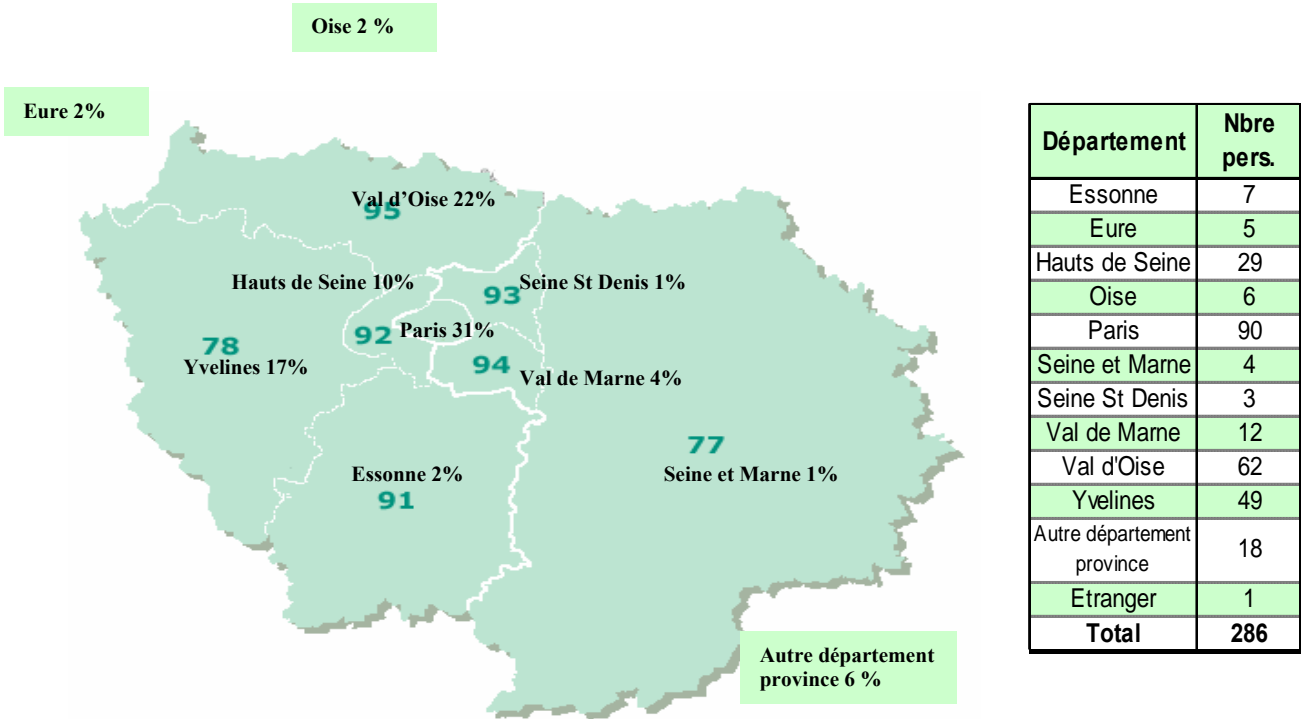 Oise 2 %
Eure 2%
Val d'Oise 22%
95
Hauts de Seine 10%
Seine St Denis 1%
93
92
Paris 31%
78
Yvelines 17%
94
Val de Marne 4%
77
Essonne 2%
Seine et Marne 1%
91
Autre département
province 6 %
Département Nbre pers.
Essonne 7
Eure 5
Hauts de Seine 29
Oise 6
Paris 90
Seine et Marne 4
Seine St Denis 3
Val de Marne 12
Val d'Oise 62
Yvelines 49
Autre département
province 18
Etranger 1
Total 286